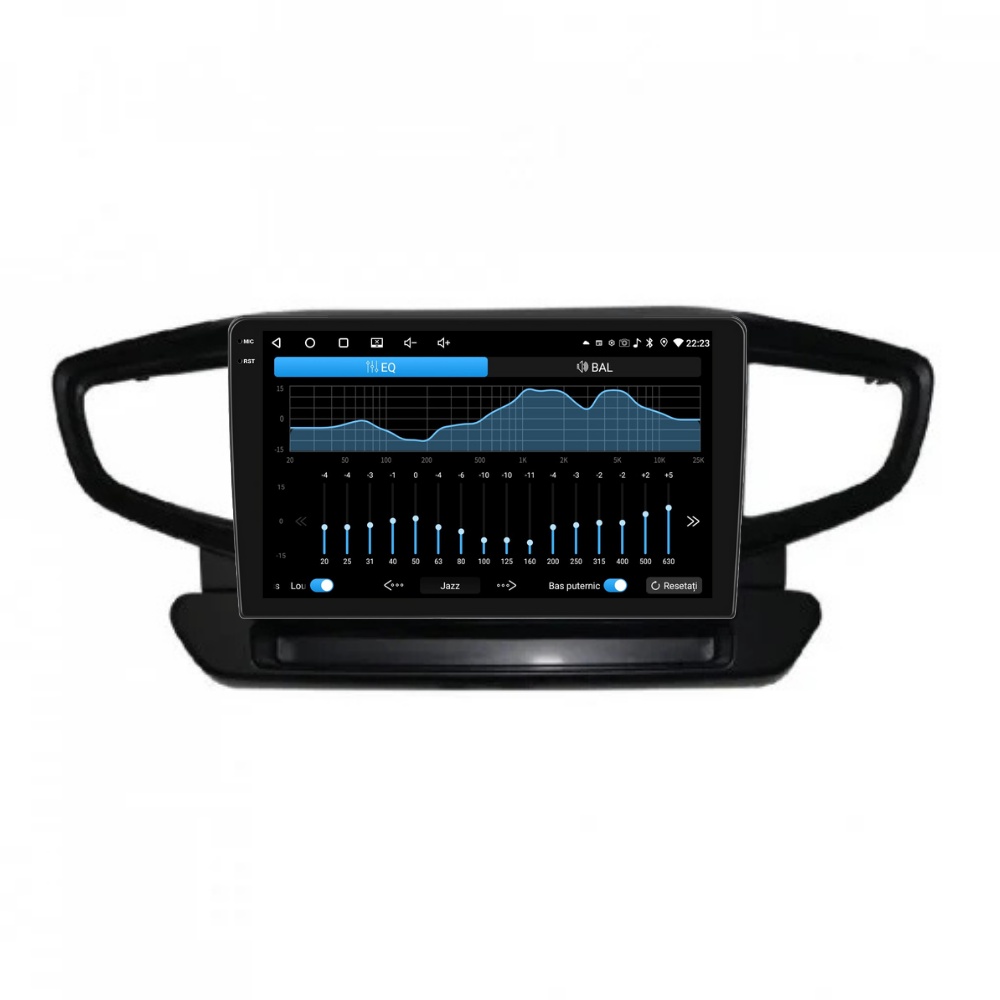 MIC
RST
22:23
EQ
BAL
15
0
-15
20 50 100 200 500 1K 2K 5K 10K 25K
-4 -4 -3 -1 0 -4 -6 -10 -10 -11 -4 -3 -2 -2 +2 +5
15
0
-15
20 25 31 40 50 63 80 100 125 160 200 250 315 400 500 630
s Lou Jazz Bas puternic Resetați